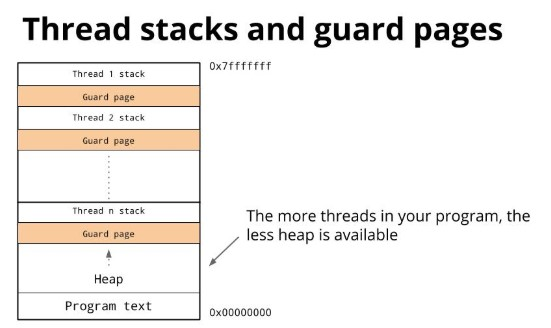 Thread stacks and guard pages
0x7fffffff
Thread 1 stack
Guard page
Thread 2 stack
Guard page
Thread n stack
Guard page
The more threads in your program, the
less heap is available
Heap
Program text
0x00000000